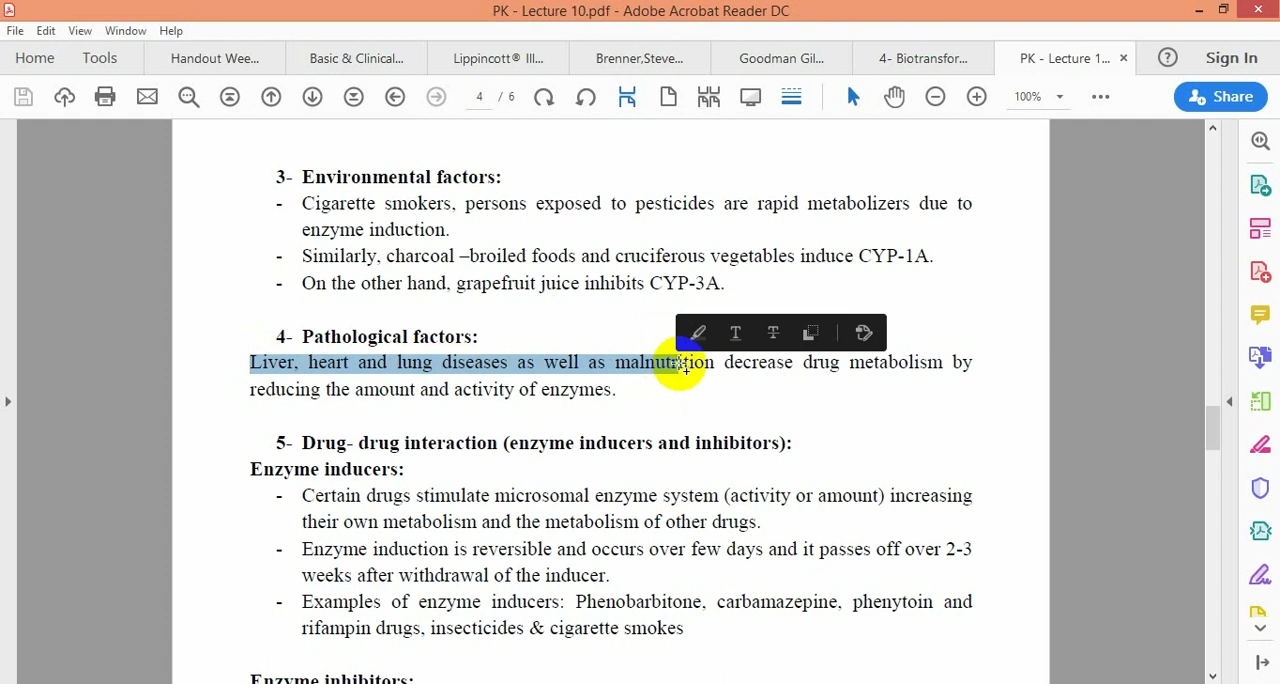 PK - Lecture 10.pdf - Adobe Acrobat Reader DC
File Edit View Window Help
Home Tools Handout Wee... Basic & Clinical... Lippincott® Ill... Brenner,Steve... Goodman Gil... 4- Biotransfor... PK - Lecture 1... × ? Sign In
4 / 6 100% Share
3- Environmental factors:
- Cigarette smokers, persons exposed to pesticides are rapid metabolizers due to
enzyme induction.
- Similarly, charcoal –broiled foods and cruciferous vegetables induce CYP-1A.
- On the other hand, grapefruit juice inhibits CYP-3A.
4- Pathological factors:
Liver, heart and lung diseases as well as malnutrition decrease drug metabolism by
reducing the amount and activity of enzymes.
5- Drug- drug interaction (enzyme inducers and inhibitors):
Enzyme inducers:
- Certain drugs stimulate microsomal enzyme system (activity or amount) increasing
their own metabolism and the metabolism of other drugs.
- Enzyme induction is reversible and occurs over few days and it passes off over 2-3
weeks after withdrawal of the inducer.
- Examples of enzyme inducers: Phenobarbitone, carbamazepine, phenytoin and
rifampin drugs, insecticides & cigarette smokes
Enzyme inhibitors: